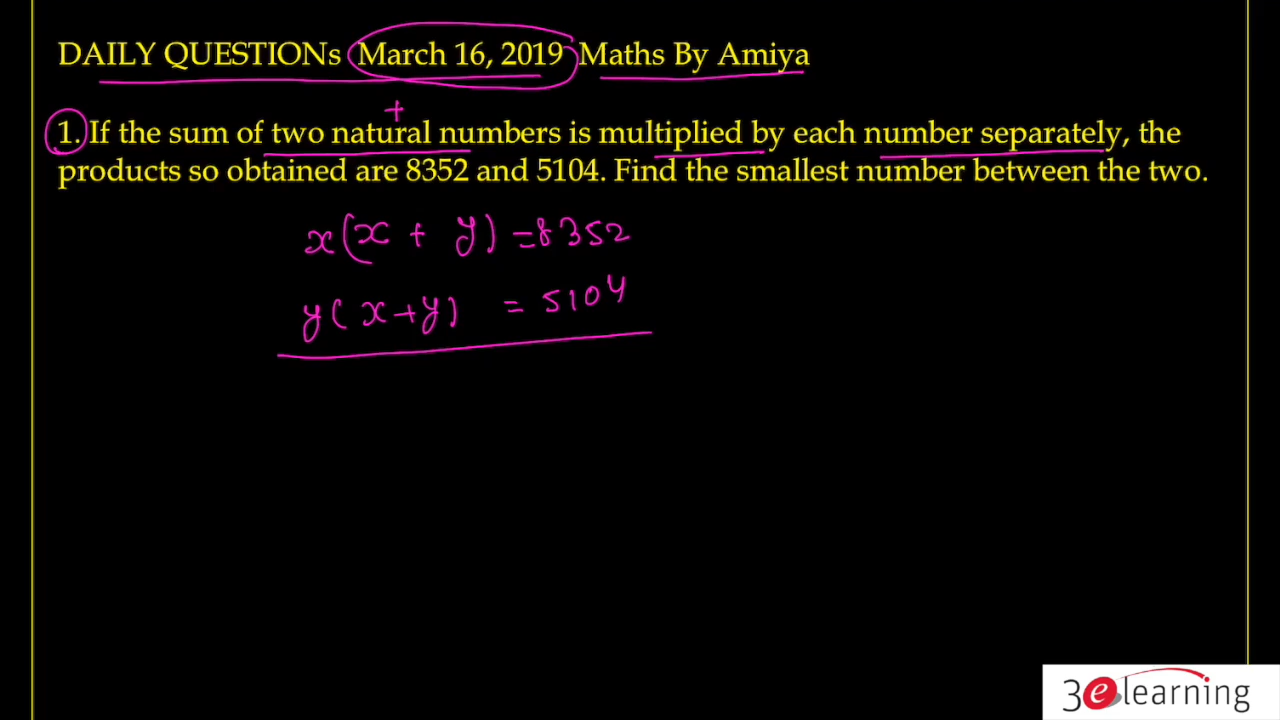 DAILY QUESTIONs March 16, 2019 Maths By Amiya
+
1. If the sum of two natural numbers is multiplied by each number separately, the
products so obtained are 8352 and 5104. Find the smallest number between the two.
x(x + y) = 8352
y(x+y) = 5104
3elearning